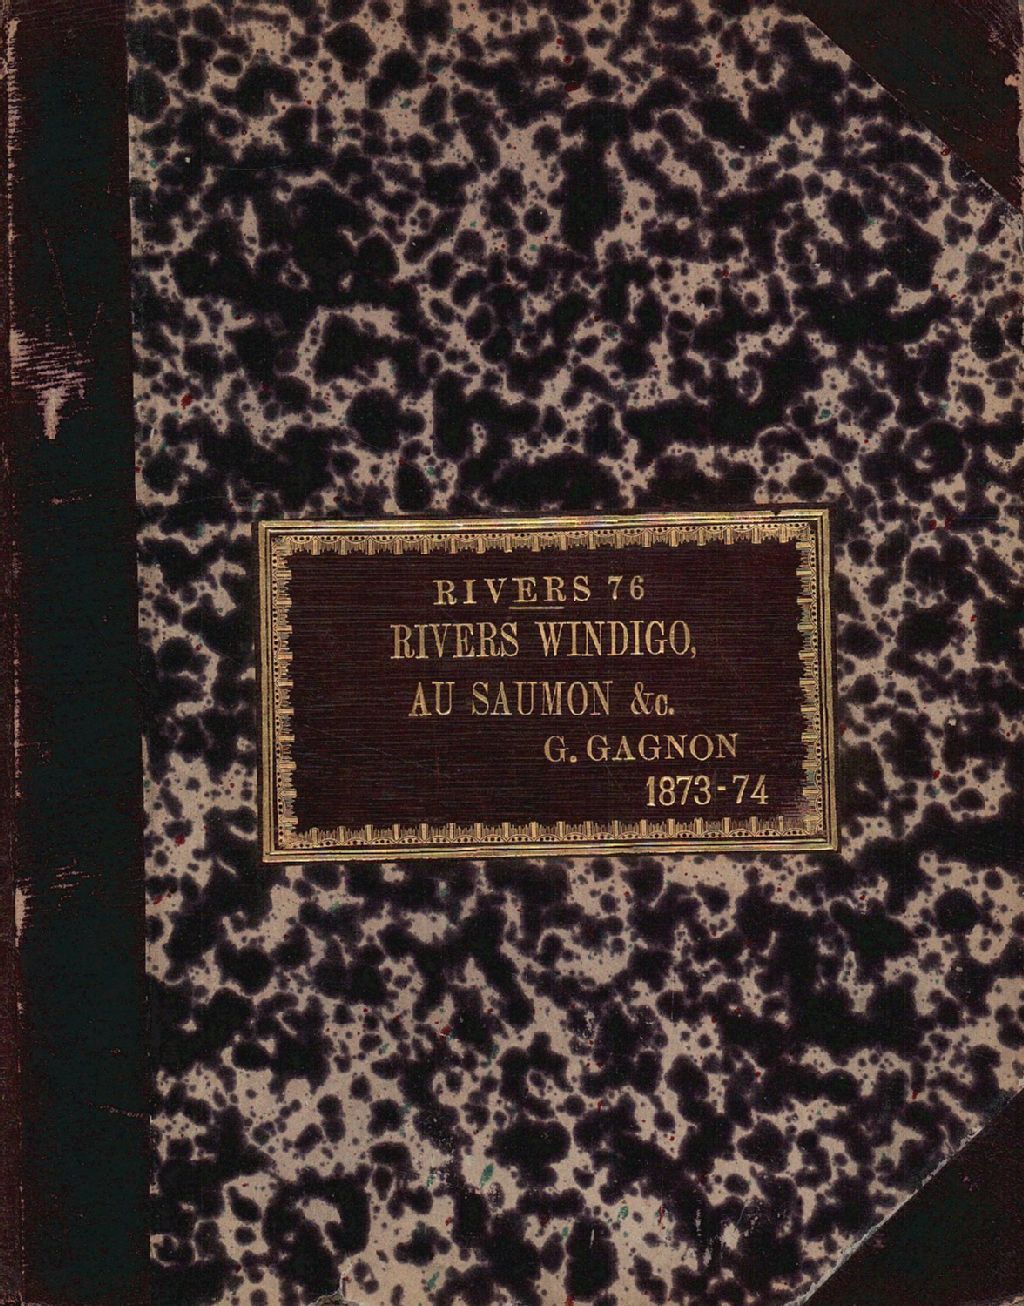 RIVERS 76
RIVERS WINDIGO,
AU SAUMON &c.
G. GAGNON
1873-74